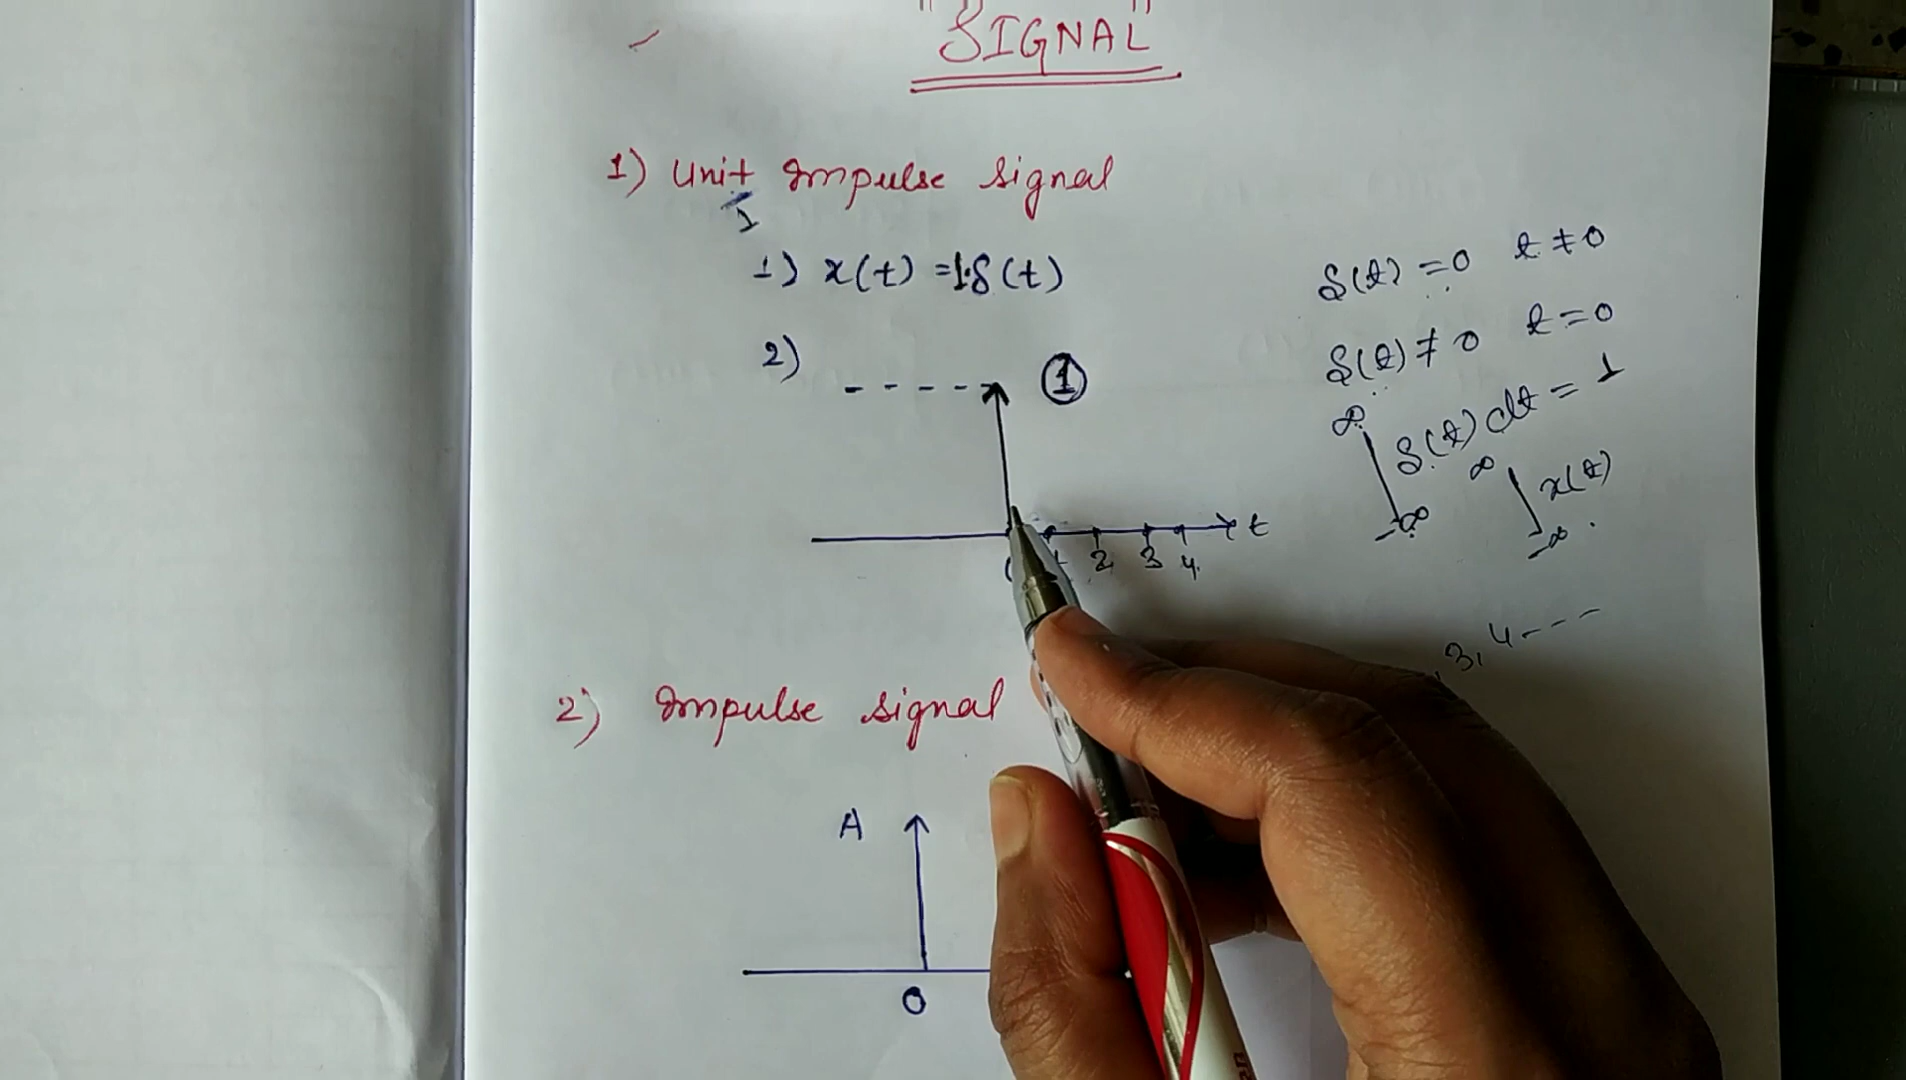 "SIGNAL"
1) Unit Impulse signal
1
1) x(t) = 1·δ(t)
2)
1
t
2 3 4
δ(t) = 0 t ≠ 0
δ(t) ≠ 0 t = 0
∞ ∫ δ(t) dt = 1
-∞
∞ ∫ x(t)
-∞
, 3, 4 - - -
2) Impulse signal
A
0